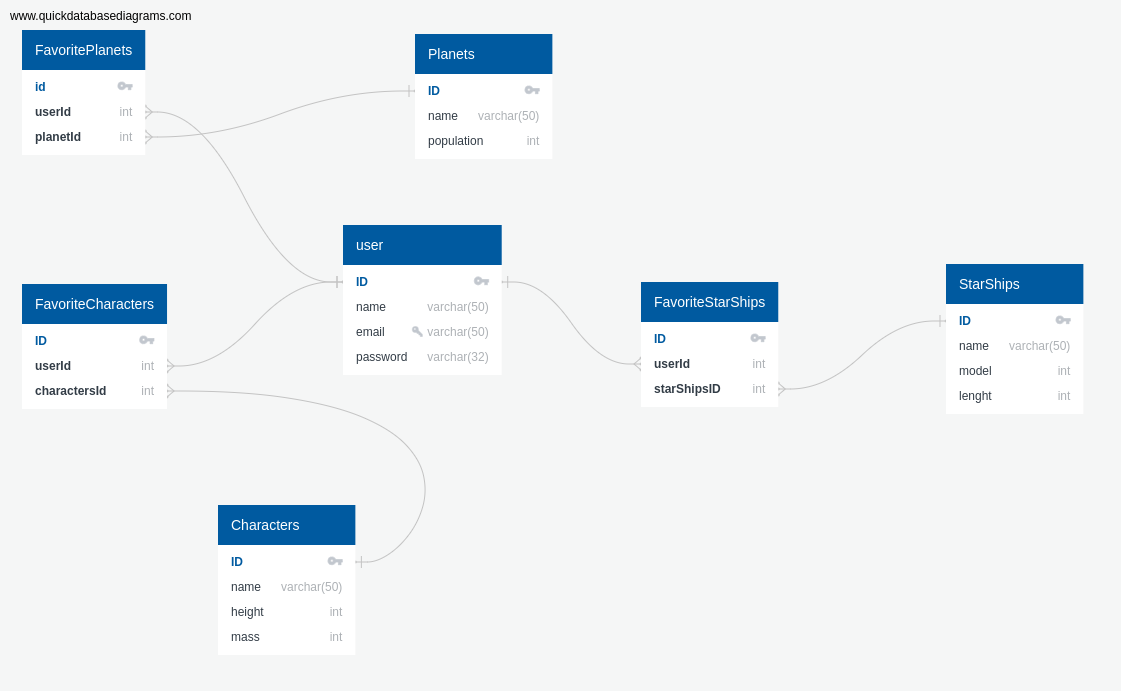 www.quickdatabasediagrams.com
FavoritePlanets
id
userId int
planetId int
Planets
ID
name varchar(50)
population int
user
ID
name varchar(50)
email varchar(50)
password varchar(32)
FavoriteCharacters
ID
userId int
charactersId int
FavoriteStarShips
ID
userId int
starShipsID int
StarShips
ID
name varchar(50)
model int
lenght int
Characters
ID
name varchar(50)
height int
mass int